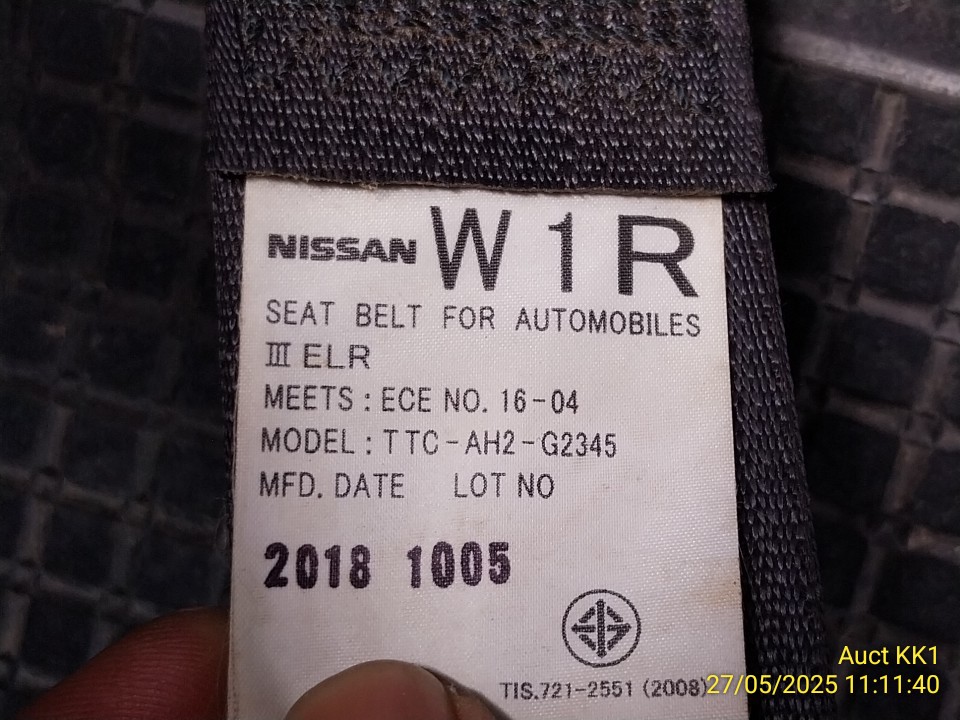 NISSAN W1R
SEAT BELT FOR AUTOMOBILES
III ELR
MEETS : ECE NO. 16-04
MODEL : TTC-AH2-G2345
MFD. DATE LOT NO
2018 1005
TIS.721-2551 (2008)
Auct KK1
27/05/2025 11:11:40